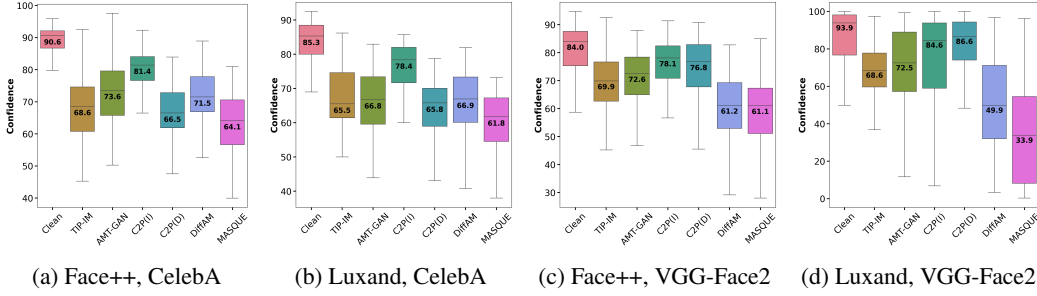 Confidence
100
90
80
70
60
50
40
90.6
68.6
73.6
81.4
66.5
71.5
64.1
Clean
TIP-IM
AMT-GAN
C2P(I)
C2P(D)
DiffAM
MASQUE
(a) Face++, CelebA
Confidence
90
80
70
60
50
40
85.3
65.5
66.8
78.4
65.8
66.9
61.8
Clean
TIP-IM
AMT-GAN
C2P(I)
C2P(D)
DiffAM
MASQUE
(b) Luxand, CelebA
Confidence
90
80
70
60
50
40
30
84.0
69.9
72.6
78.1
76.8
61.2
61.1
Clean
TIP-IM
AMT-GAN
C2P(I)
C2P(D)
DiffAM
MASQUE
(c) Face++, VGG-Face2
Confidence
100
80
60
40
20
0
93.9
68.6
72.5
84.6
86.6
49.9
33.9
Clean
TIP-IM
AMT-GAN
C2P(I)
C2P(D)
DiffAM
MASQUE
(d) Luxand, VGG-Face2